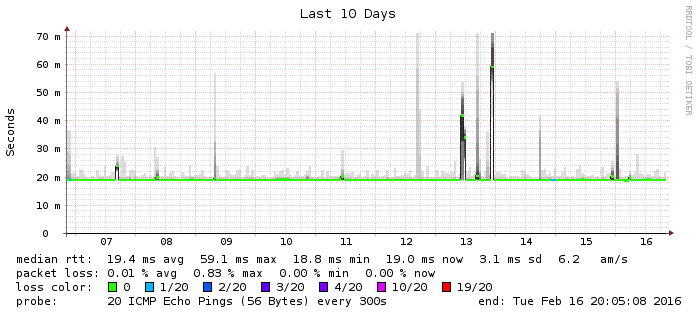 Last 10 Days
RRDTOOL / TOBI OETIKER
Seconds
70 m
60 m
50 m
40 m
30 m
20 m
10 m
0
07 08 09 10 11 12 13 14 15 16
median rtt: 19.4 ms avg 59.1 ms max 18.8 ms min 19.0 ms now 3.1 ms sd 6.2 am/s
packet loss: 0.01 % avg 0.83 % max 0.00 % min 0.00 % now
loss color: 0 1/20 2/20 3/20 4/20 10/20 19/20
probe: 20 ICMP Echo Pings (56 Bytes) every 300s end: Tue Feb 16 20:05:08 2016